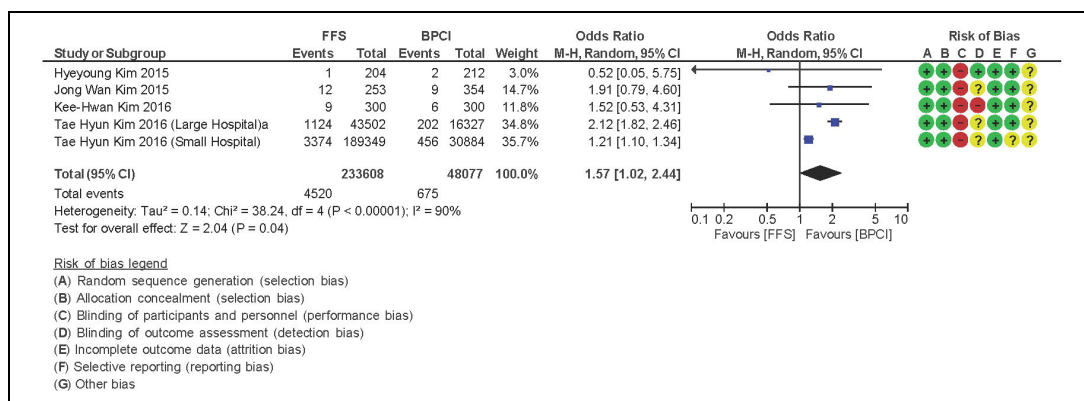 FFS BPCI Odds Ratio Odds Ratio Risk of Bias
Study or Subgroup Events Total Events Total Weight M-H, Random, 95% CI M-H, Random, 95% CI A B C D E F G
Hyeyoung Kim 2015 1 204 2 212 3.0% 0.52 [0.05, 5.75] + + - + + + ?
Jong Wan Kim 2015 12 253 9 354 14.7% 1.91 [0.79, 4.60] + + - ? + + ?
Kee-Hwan Kim 2016 9 300 6 300 11.8% 1.52 [0.53, 4.31] + + - - + + ?
Tae Hyun Kim 2016 (Large Hospital)a 1124 43502 202 16327 34.8% 2.12 [1.82, 2.46] + + - ? + + ?
Tae Hyun Kim 2016 (Small Hospital) 3374 189349 456 30884 35.7% 1.21 [1.10, 1.34] + + - ? + ? ?
Total (95% CI) 233608 48077 100.0% 1.57 [1.02, 2.44]
Total events 4520 675
Heterogeneity: Tau² = 0.14; Chi² = 38.24, df = 4 (P < 0.00001); I² = 90%
Test for overall effect: Z = 2.04 (P = 0.04)
0.1 0.2 0.5 1 2 5 10
Favours [FFS] Favours [BPCI]
Risk of bias legend
(A) Random sequence generation (selection bias)
(B) Allocation concealment (selection bias)
(C) Blinding of participants and personnel (performance bias)
(D) Blinding of outcome assessment (detection bias)
(E) Incomplete outcome data (attrition bias)
(F) Selective reporting (reporting bias)
(G) Other bias